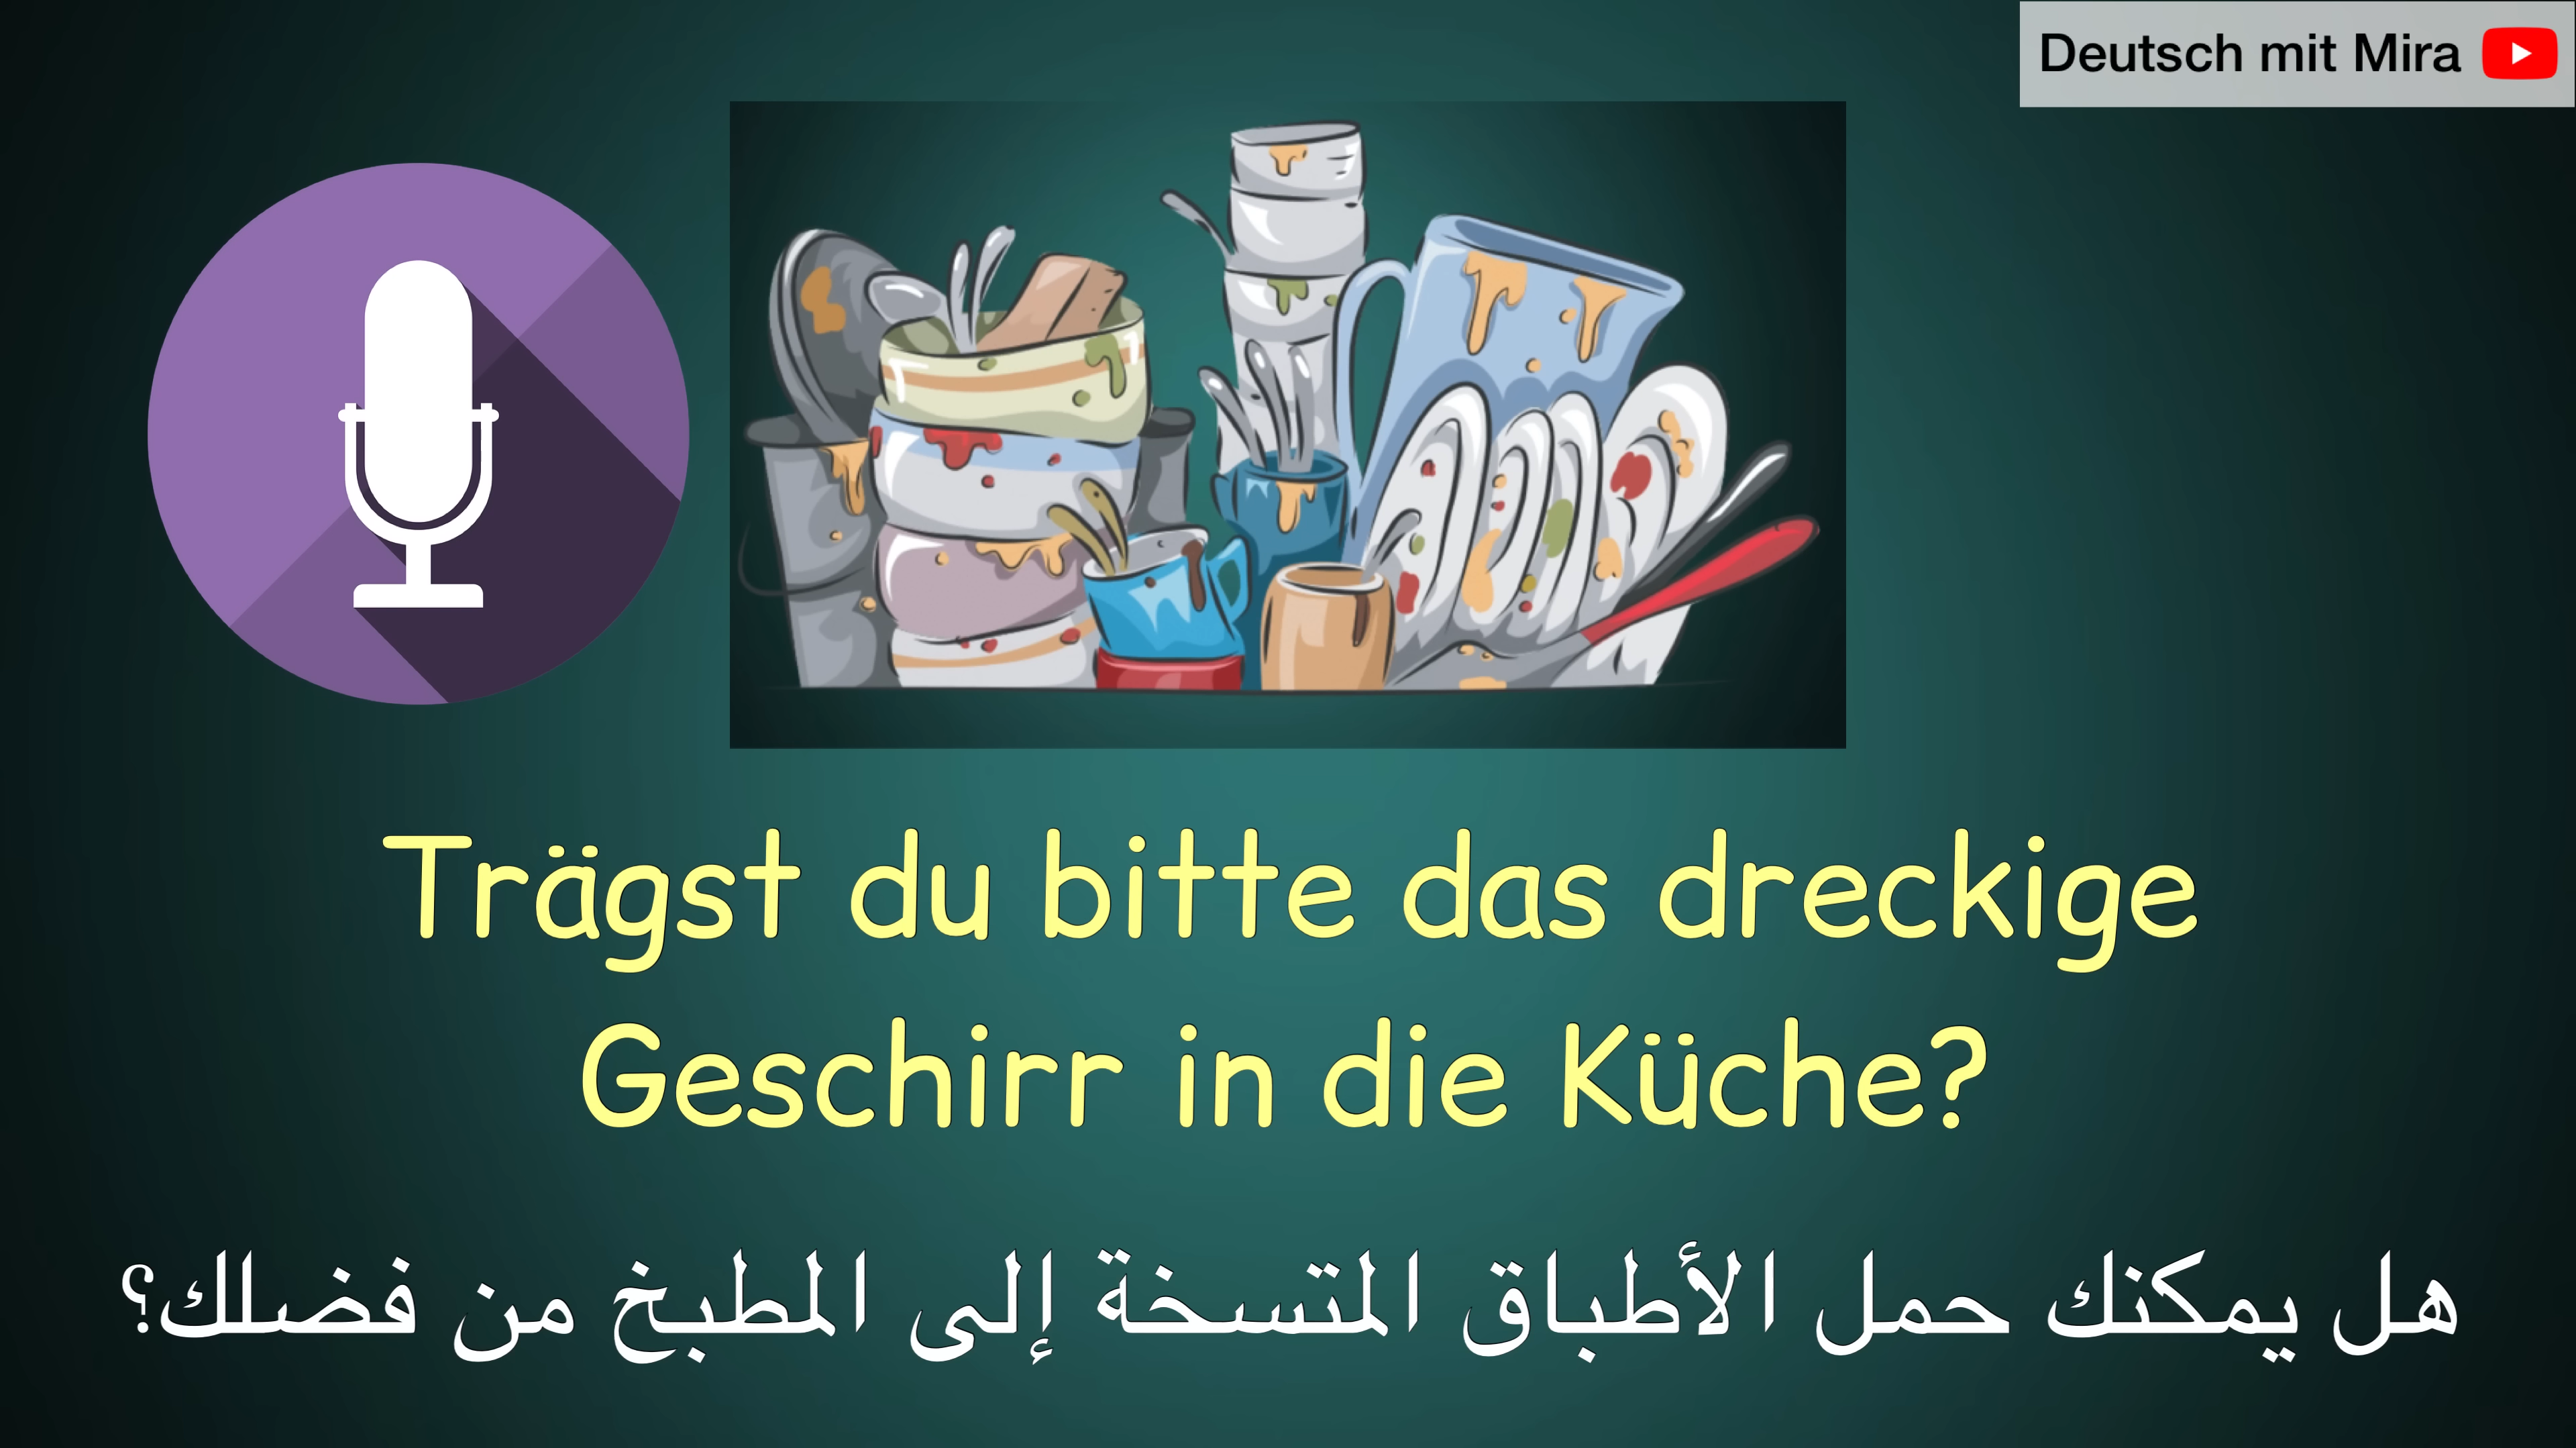 Deutsch mit Mira
Trägst du bitte das dreckige
Geschirr in die Küche?
هل يمكنك حمل الأطباق المتسخة إلى المطبخ من فضلك؟